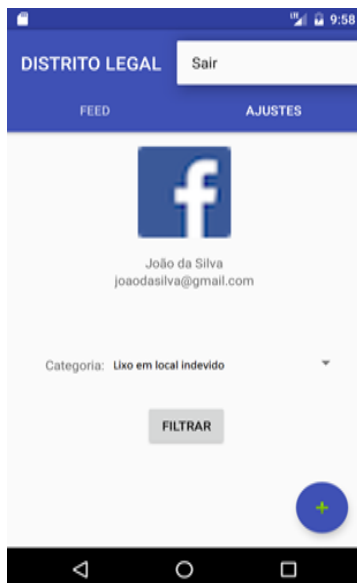 9:58
DISTRITO LEGAL
Sair
FEED
AJUSTES
f
João da Silva
joaodasilva@gmail.com
Categoria: Lixo em local indevido
FILTRAR
+